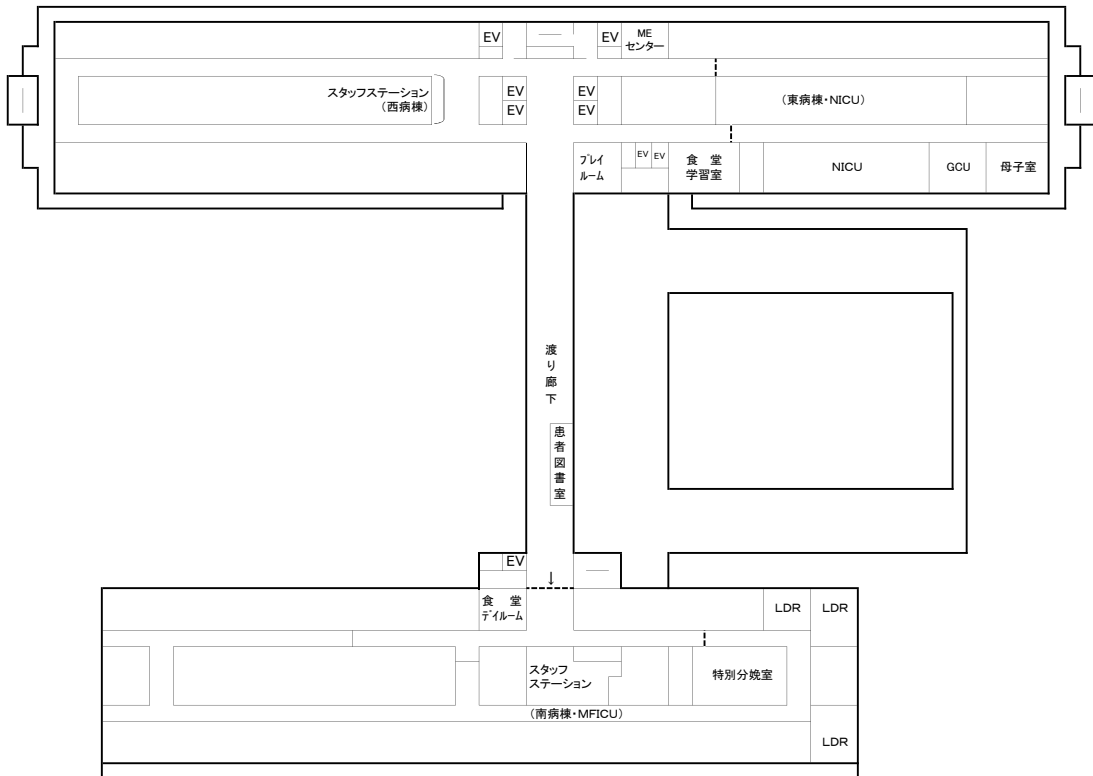 EV
EV
ME
センター
スタッフステーション
(西病棟)
EV
EV
EV
EV
(東病棟・NICU)
プレイ
ルーム
EV
EV
食 堂
学習室
NICU
GCU
母子室
渡り廊下
患者図書室
EV
↓
食 堂
デイルーム
LDR
LDR
スタッフ
ステーション
特別分娩室
(南病棟・MFICU)
LDR